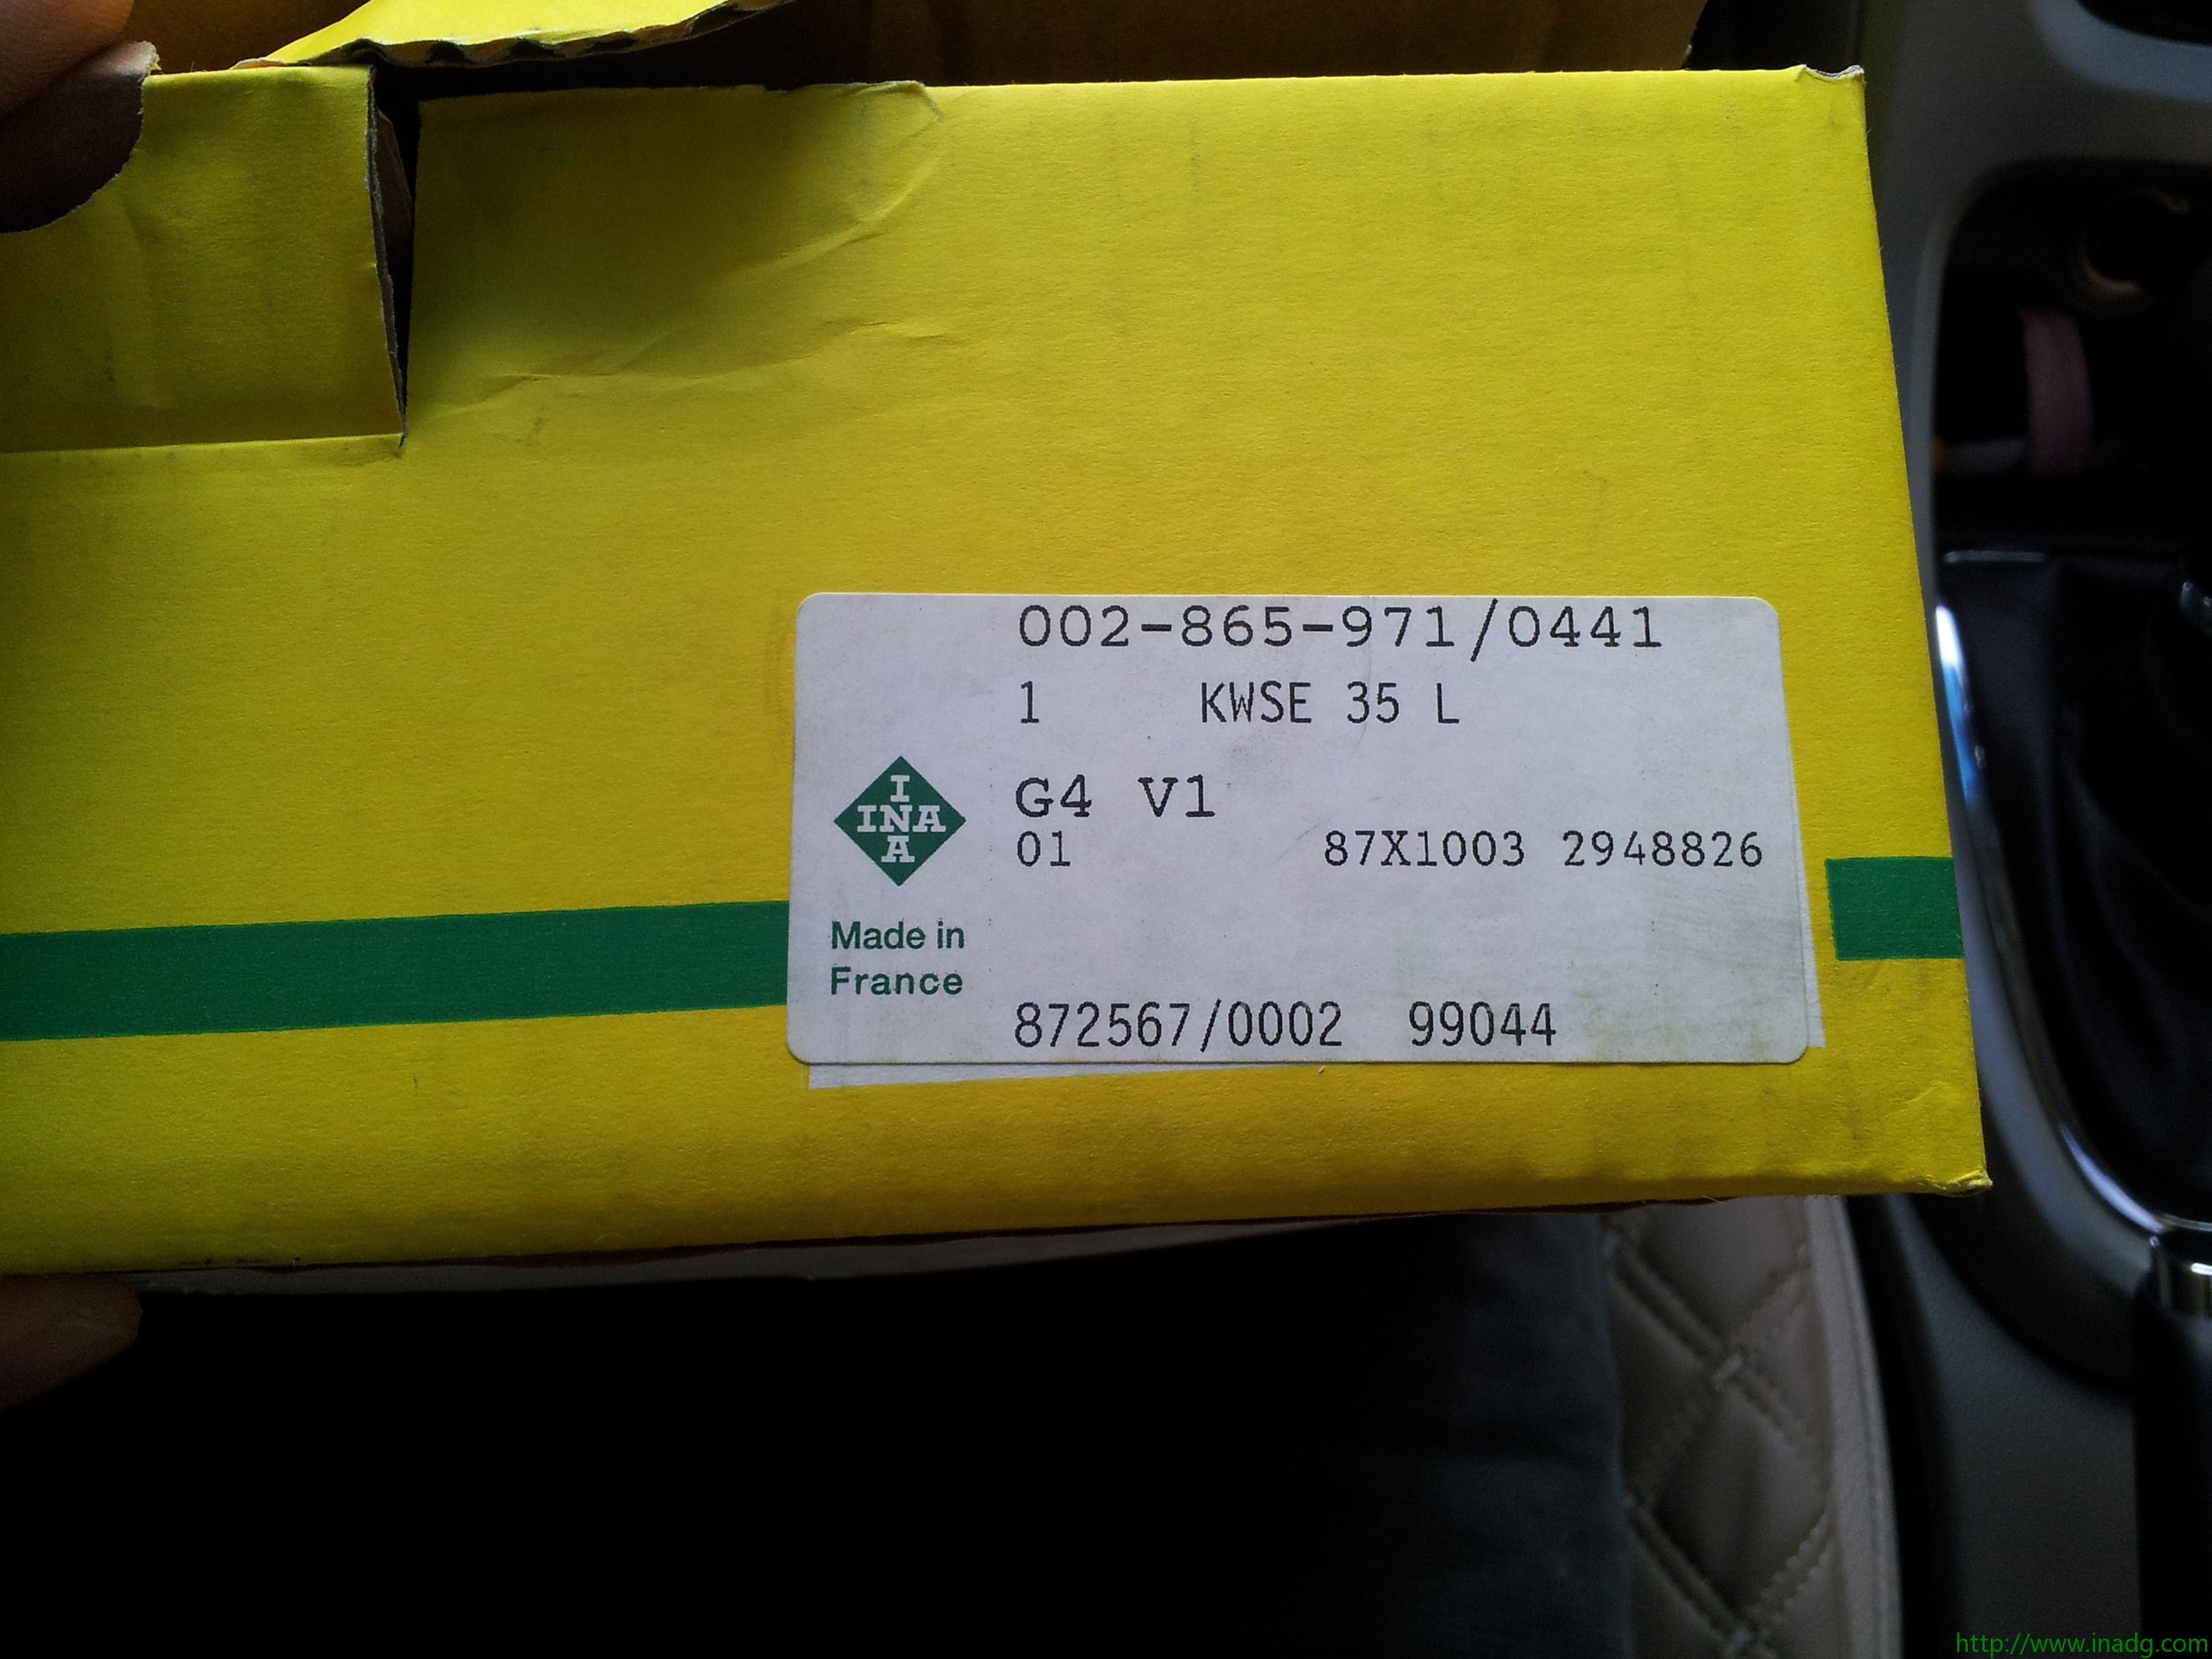 002-865-971/0441
1 KWSE 35 L
G4 V1
01 87X1003 2948826
I
INA
A
Made in
France
872567/0002 99044
http://www.inadg.com